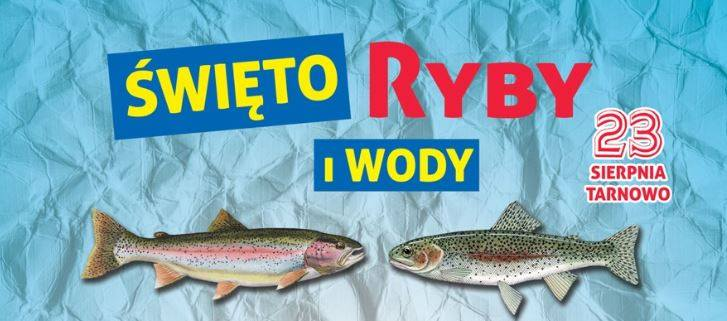 ŚWIĘTO RYBY
I WODY
23
SIERPNIA
TARNOWO